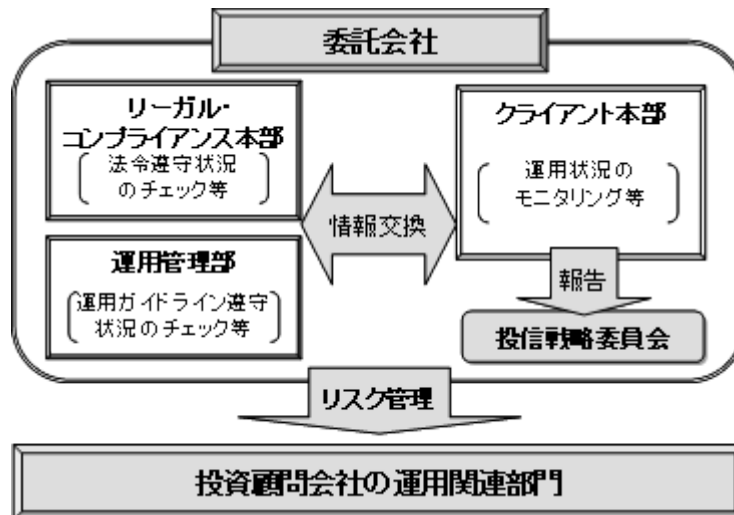 委託会社
リーガル・
コンプライアンス本部
法令遵守状況
のチェック等
運用管理部
運用ガイドライン遵守
状況のチェック等
情報交換
クライアント本部
運用状況の
モニタリング等
報告
投信戦略委員会
リスク管理
投資顧問会社の運用関連部門